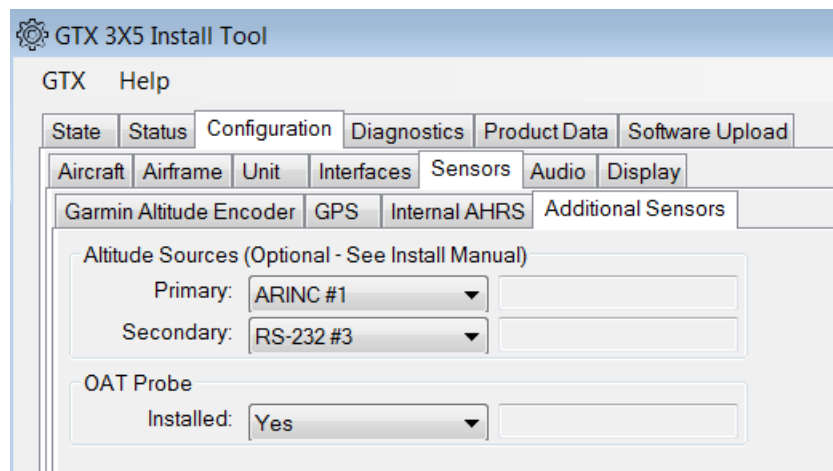 GTX 3X5 Install Tool
GTX Help
State Status Configuration Diagnostics Product Data Software Upload
Aircraft Airframe Unit Interfaces Sensors Audio Display
Garmin Altitude Encoder GPS Internal AHRS Additional Sensors
Altitude Sources (Optional - See Install Manual)
Primary: ARINC #1
Secondary: RS-232 #3
OAT Probe
Installed: Yes